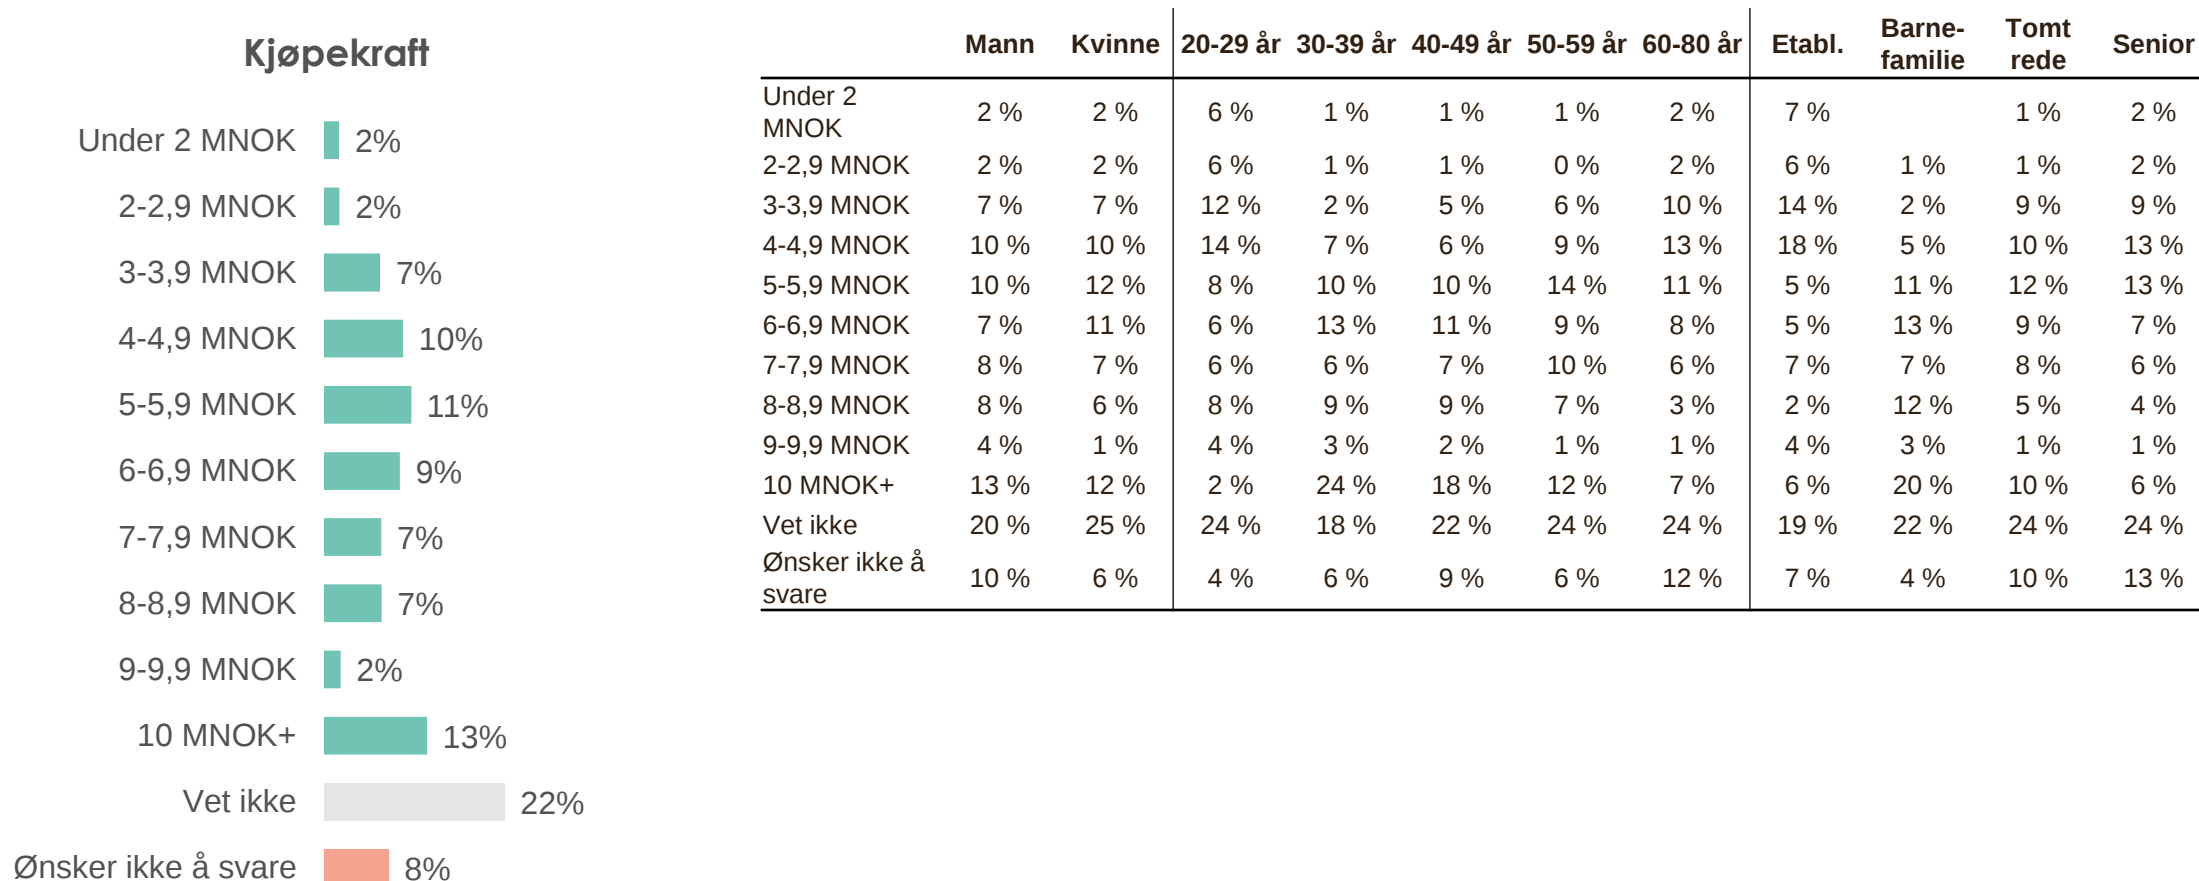 Kjøpekraft
Under 2 MNOK 2%
2-2,9 MNOK 2%
3-3,9 MNOK 7%
4-4,9 MNOK 10%
5-5,9 MNOK 11%
6-6,9 MNOK 9%
7-7,9 MNOK 7%
8-8,9 MNOK 7%
9-9,9 MNOK 2%
10 MNOK+ 13%
Vet ikke 22%
Ønsker ikke å svare 8%
Mann Kvinne 20-29 år 30-39 år 40-49 år 50-59 år 60-80 år Etabl. Barne- Tomt Senior
familie rede
Under 2
MNOK 2 % 2 % 6 % 1 % 1 % 1 % 2 % 7 % 1 % 2 %
2-2,9 MNOK 2 % 2 % 6 % 1 % 1 % 0 % 2 % 6 % 1 % 1 % 2 %
3-3,9 MNOK 7 % 7 % 12 % 2 % 5 % 6 % 10 % 14 % 2 % 9 % 9 %
4-4,9 MNOK 10 % 10 % 14 % 7 % 6 % 9 % 13 % 18 % 5 % 10 % 13 %
5-5,9 MNOK 10 % 12 % 8 % 10 % 10 % 14 % 11 % 5 % 11 % 12 % 13 %
6-6,9 MNOK 7 % 11 % 6 % 13 % 11 % 9 % 8 % 5 % 13 % 9 % 7 %
7-7,9 MNOK 8 % 7 % 6 % 6 % 7 % 10 % 6 % 7 % 7 % 8 % 6 %
8-8,9 MNOK 8 % 6 % 8 % 9 % 9 % 7 % 3 % 2 % 12 % 5 % 4 %
9-9,9 MNOK 4 % 1 % 4 % 3 % 2 % 1 % 1 % 4 % 3 % 1 % 1 %
10 MNOK+ 13 % 12 % 2 % 24 % 18 % 12 % 7 % 6 % 20 % 10 % 6 %
Vet ikke 20 % 25 % 24 % 18 % 22 % 24 % 24 % 19 % 22 % 24 % 24 %
Ønsker ikke å
svare 10 % 6 % 4 % 6 % 9 % 6 % 12 % 7 % 4 % 10 % 13 %